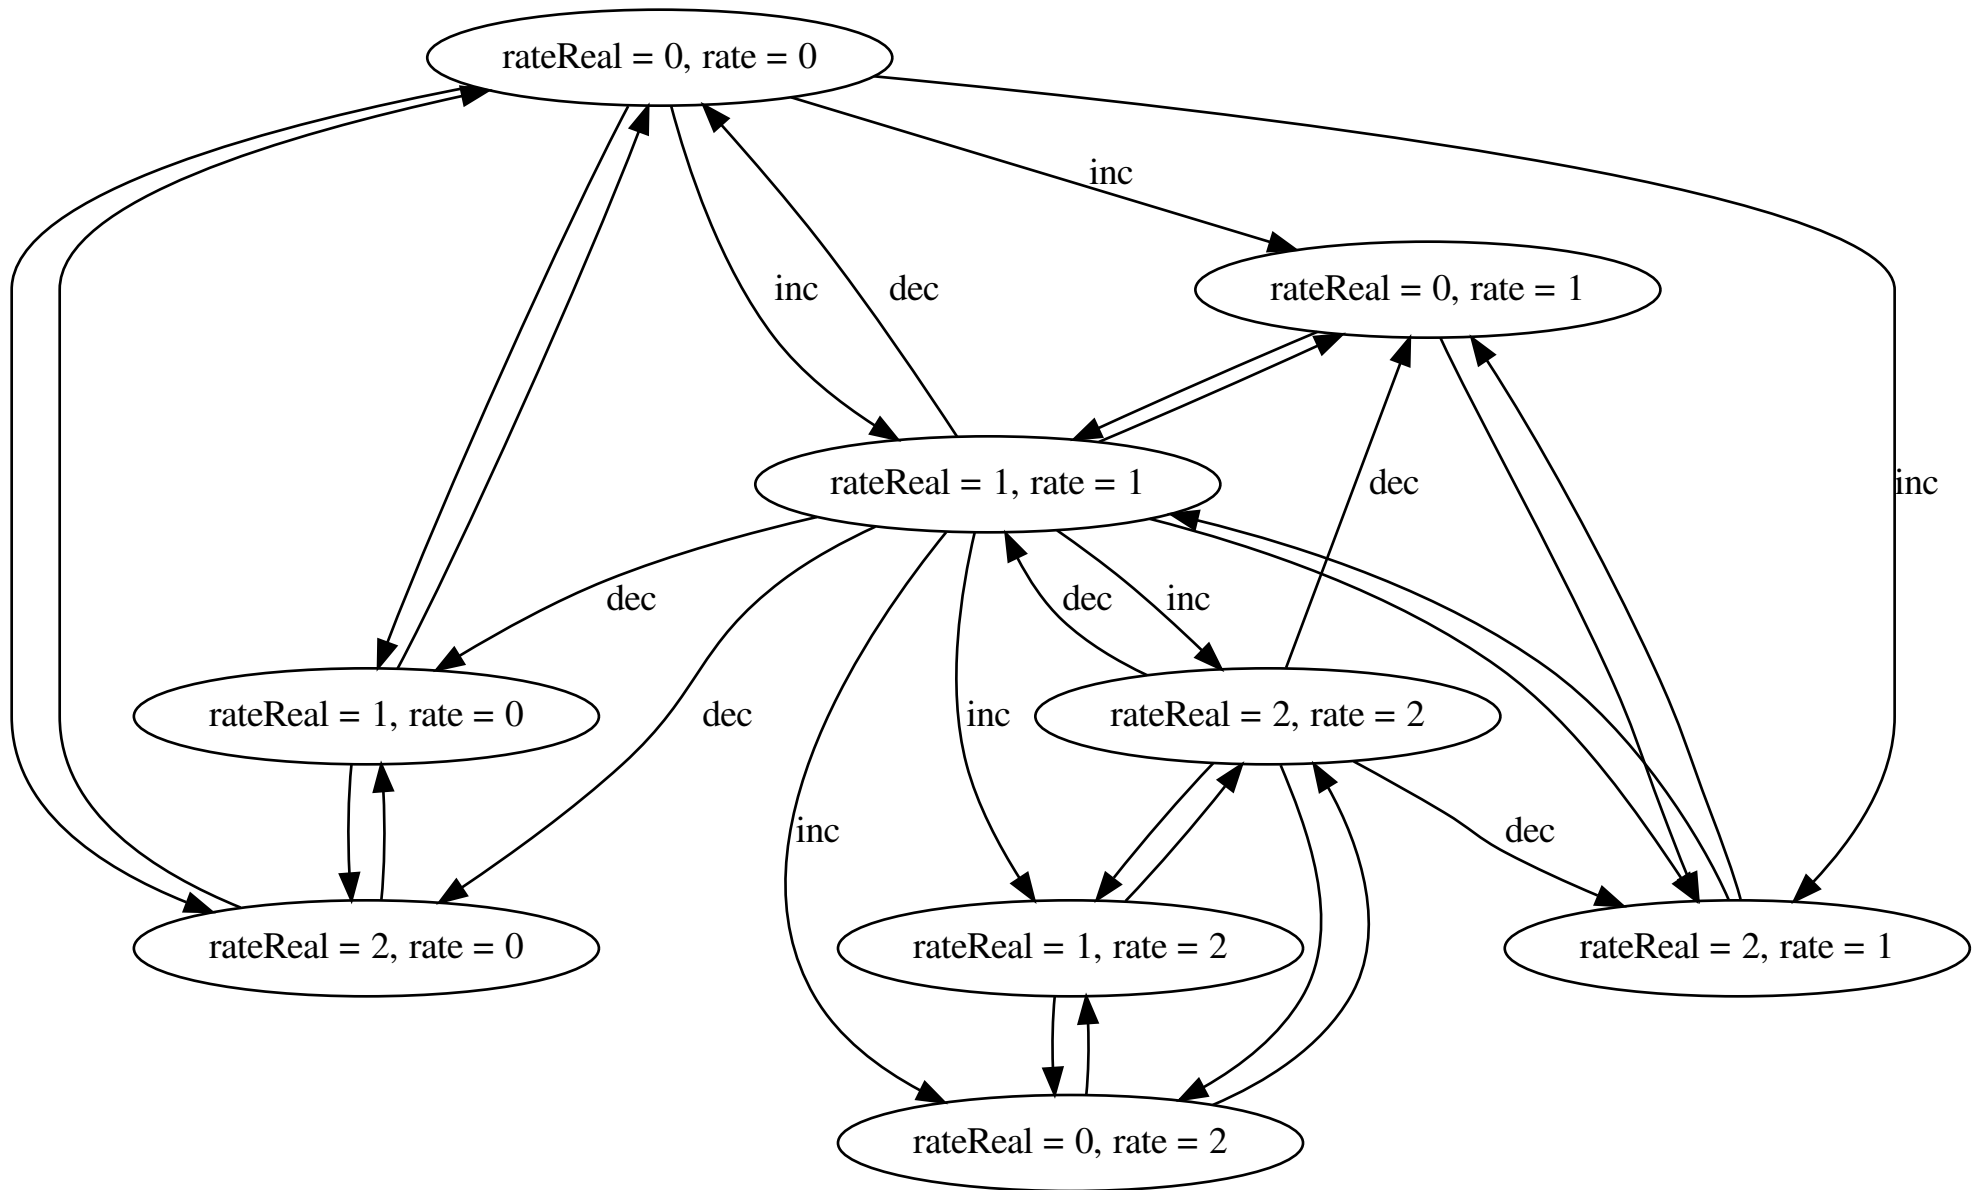 rateReal = 0, rate = 0
inc
inc
dec
rateReal = 0, rate = 1
rateReal = 1, rate = 1
dec
inc
dec
dec
inc
rateReal = 1, rate = 0
dec
inc
rateReal = 2, rate = 2
inc
dec
rateReal = 2, rate = 0
rateReal = 1, rate = 2
rateReal = 2, rate = 1
rateReal = 0, rate = 2